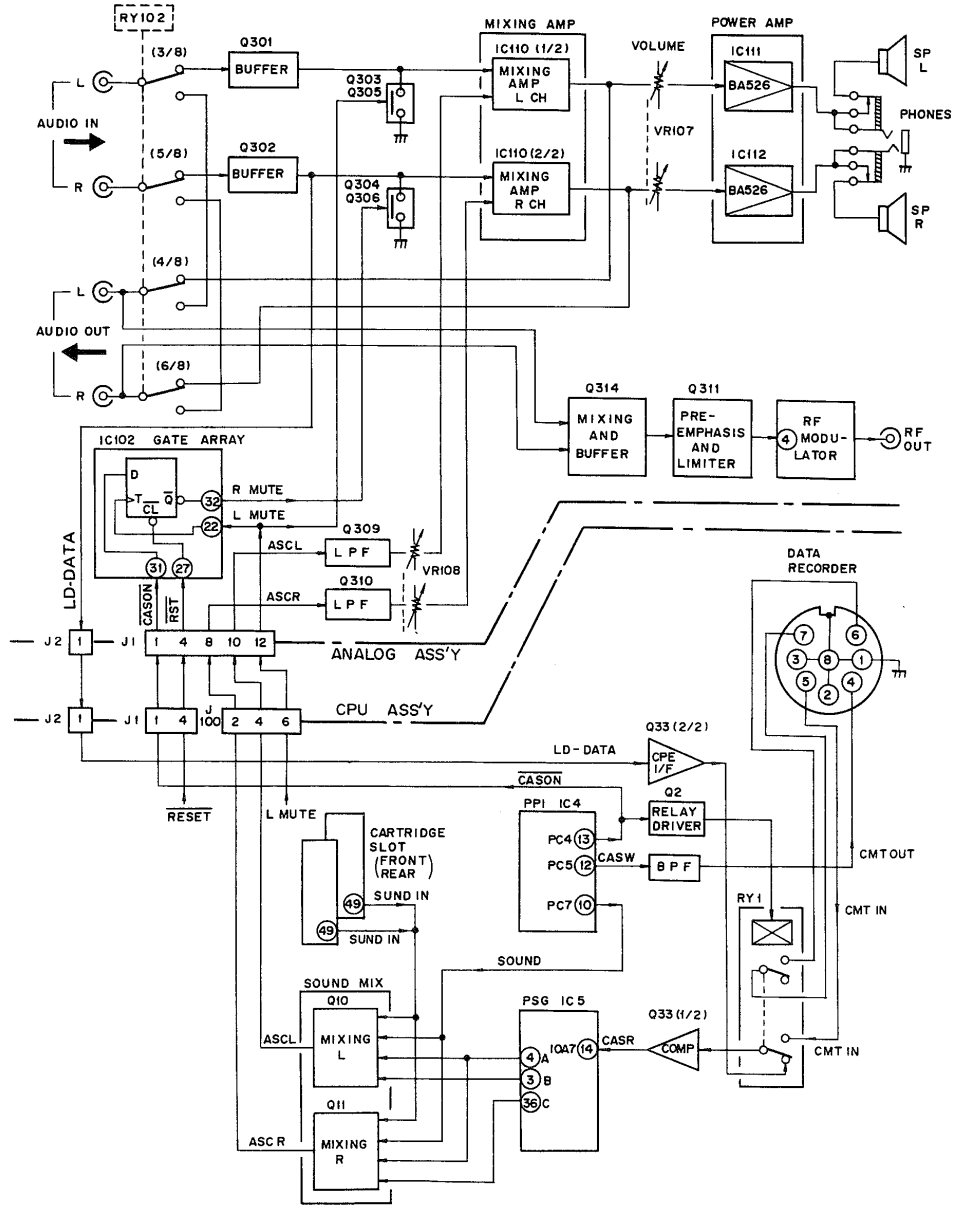 RY102
(3/8)
Q301
BUFFER
L
AUDIO IN
R
(5/8)
Q302
BUFFER
Q303
Q305
Q304
Q306
MIXING AMP
IC110 (1/2)
MIXING
AMP
L CH
IC110 (2/2)
MIXING
AMP
R CH
VOLUME
VR107
POWER AMP
IC111
BA526
IC112
BA526
SP
L
PHONES
SP
R
(4/8)
L
AUDIO OUT
R
(6/8)
Q314
MIXING
AND
BUFFER
Q311
PRE-
EMPHASIS
AND
LIMITER
4
RF
MODU-
LATOR
RF
OUT
IC102 GATE ARRAY
D
T
CL
Q
32
22
31
27
R MUTE
L MUTE
LD-DATA
CASON
RST
ASCL
Q309
LPF
ASCR
Q310
LPF
VR108
J2 1 J1 1 4 8 10 12
ANALOG ASS'Y
J2 1 J1 1 4 J100 2 4 6
CPU ASS'Y
DATA
RECORDER
7 6
3 8 1
5 2 4
LD-DATA
Q33 (2/2)
CPE
I/F
CASON
RESET
L MUTE
PPI IC4
PC4 13
PC5 12
PC7 10
CASW
Q2
RELAY
DRIVER
BPF
CMT OUT
CMT IN
CARTRIDGE
SLOT
(FRONT
REAR)
49
SUND IN
49
SUND IN
SOUND
RY1
CMT IN
SOUND MIX
Q10
MIXING
L
ASCL
Q11
MIXING
R
ASCR
PSG IC5
IOA7 14
4 A
3 B
36 C
CASR
Q33 (1/2)
COMP